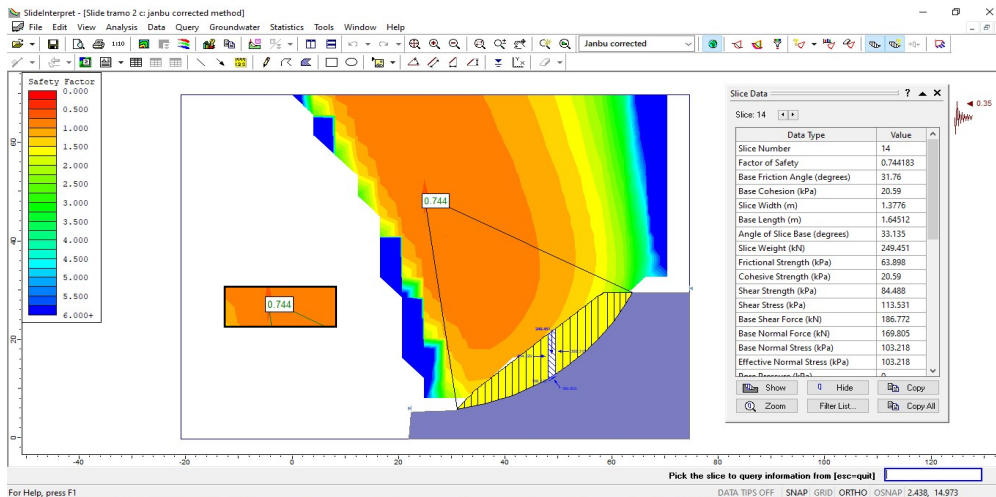 SlideInterpret - [Slide tramo 2 c: janbu corrected method]
File Edit View Analysis Data Query Groundwater Statistics Tools Window Help
1:10
Janbu corrected
Safety Factor
0.000
0.500
1.000
1.500
2.000
2.500
3.000
3.500
4.000
4.500
5.000
5.500
6.000+
0.744
0.744
249.451
0.35
Slice Data
Slice: 14
Data Type Value
Slice Number 14
Factor of Safety 0.744183
Base Friction Angle (degrees) 31.76
Base Cohesion (kPa) 20.59
Slice Width (m) 1.3776
Base Length (m) 1.64512
Angle of Slice Base (degrees) 33.135
Slice Weight (kN) 249.451
Frictional Strength (kPa) 63.898
Cohesive Strength (kPa) 20.59
Shear Strength (kPa) 84.488
Shear Stress (kPa) 113.531
Base Shear Force (kN) 186.772
Base Normal Force (kN) 169.805
Base Normal Stress (kPa) 103.218
Effective Normal Stress (kPa) 103.218
Pore Pressure (kPa) 0
Show Hide Copy
Zoom Filter List... Copy All
60
40
20
0
-40 -20 0 20 40 60 80 100 120
Pick the slice to query information from [esc=quit]
For Help, press F1
DATA TIPS OFF SNAP GRID ORTHO OSNAP 2.438, 14.973